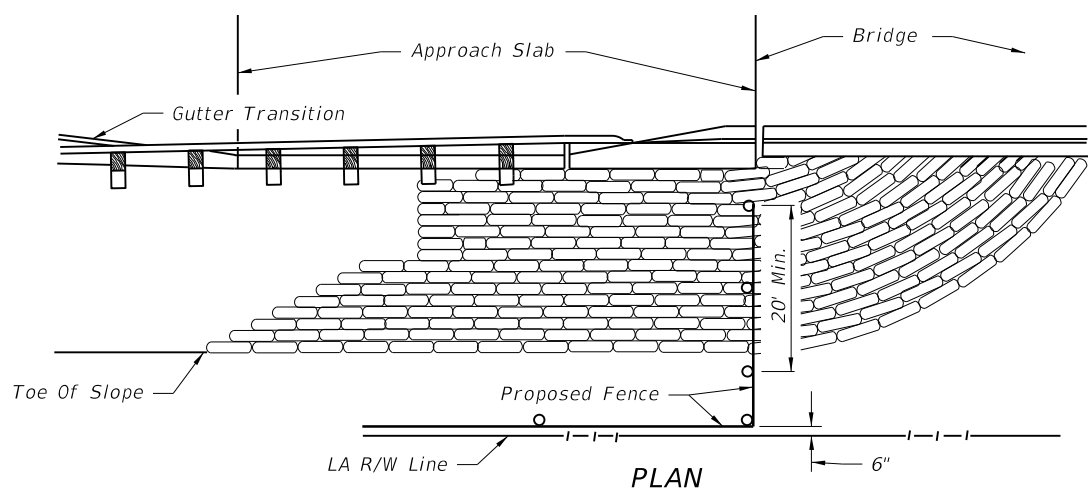 Bridge
Approach Slab
Gutter Transition
20' Min.
Toe Of Slope
Proposed Fence
LA R/W Line
6"
PLAN